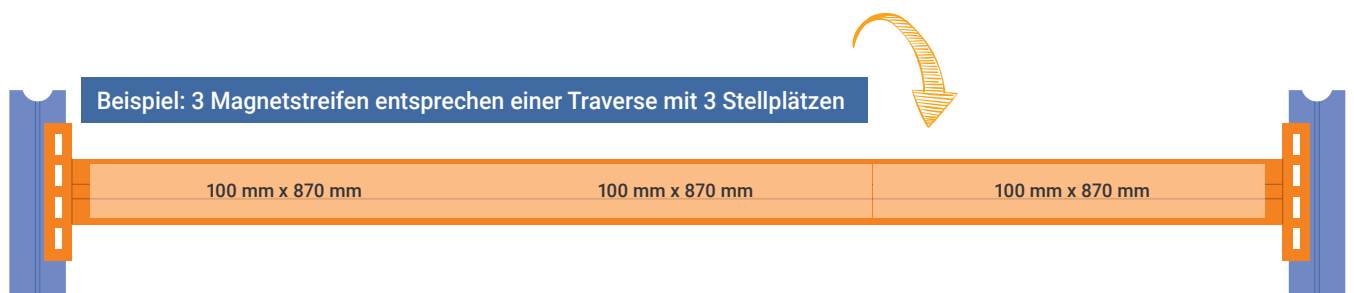 Beispiel: 3 Magnetstreifen entsprechen einer Traverse mit 3 Stellplätzen
100 mm x 870 mm
100 mm x 870 mm
100 mm x 870 mm